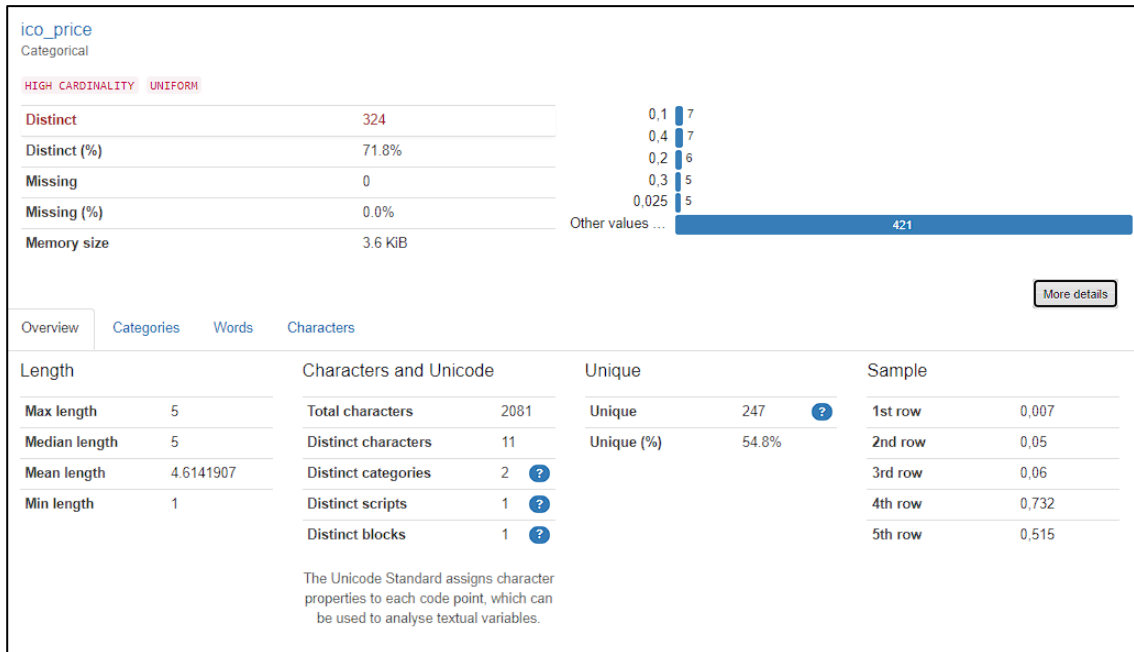 ico_price
Categorical
HIGH CARDINALITY UNIFORM
Distinct 324
Distinct (%) 71.8%
Missing 0
Missing (%) 0.0%
Memory size 3.6 KiB
0,1 7
0,4 7
0,2 6
0,3 5
0,025 5
Other values ... 421
More details
Overview Categories Words Characters
Length
Max length 5
Median length 5
Mean length 4.6141907
Min length 1
Characters and Unicode
Total characters 2081
Distinct characters 11
Distinct categories 2 ?
Distinct scripts 1 ?
Distinct blocks 1 ?
The Unicode Standard assigns character
properties to each code point, which can
be used to analyse textual variables.
Unique
Unique 247 ?
Unique (%) 54.8%
Sample
1st row 0,007
2nd row 0,05
3rd row 0,06
4th row 0,732
5th row 0,515